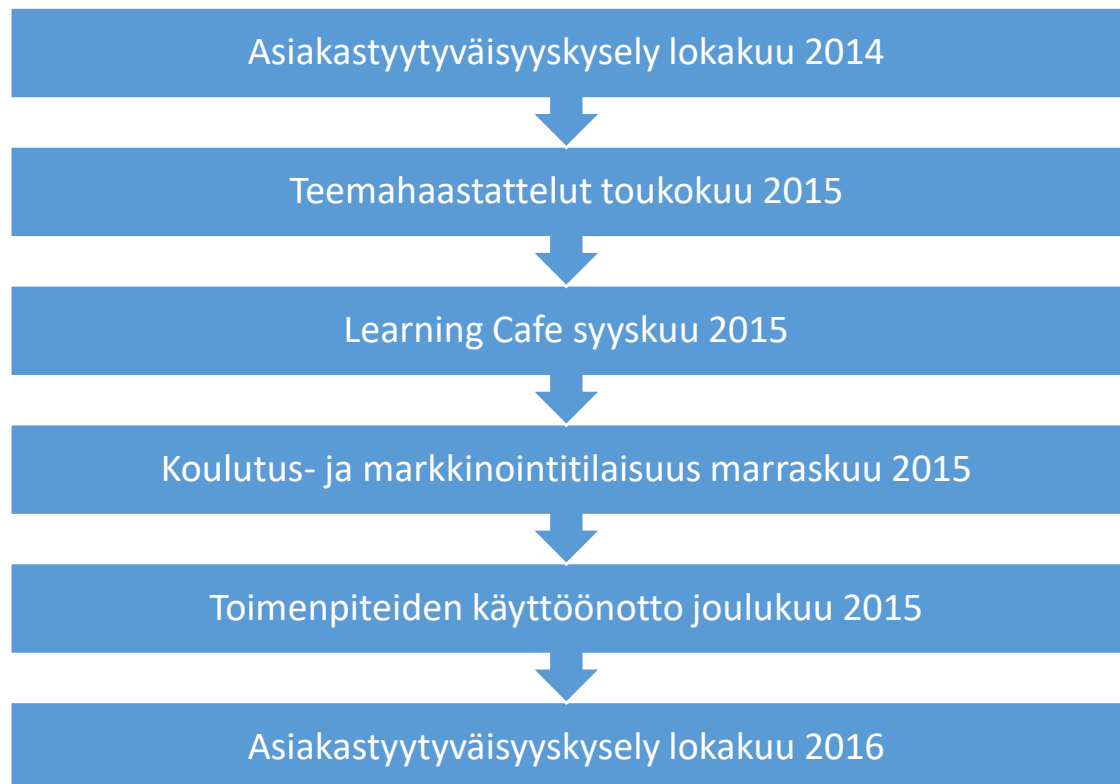 Asiakastyytyväisyyskysely lokakuu 2014
Teemahaastattelut toukokuu 2015
Learning Cafe syyskuu 2015
Koulutus- ja markkinointitilaisuus marraskuu 2015
Toimenpiteiden käyttöönotto joulukuu 2015
Asiakastyytyväisyyskysely lokakuu 2016